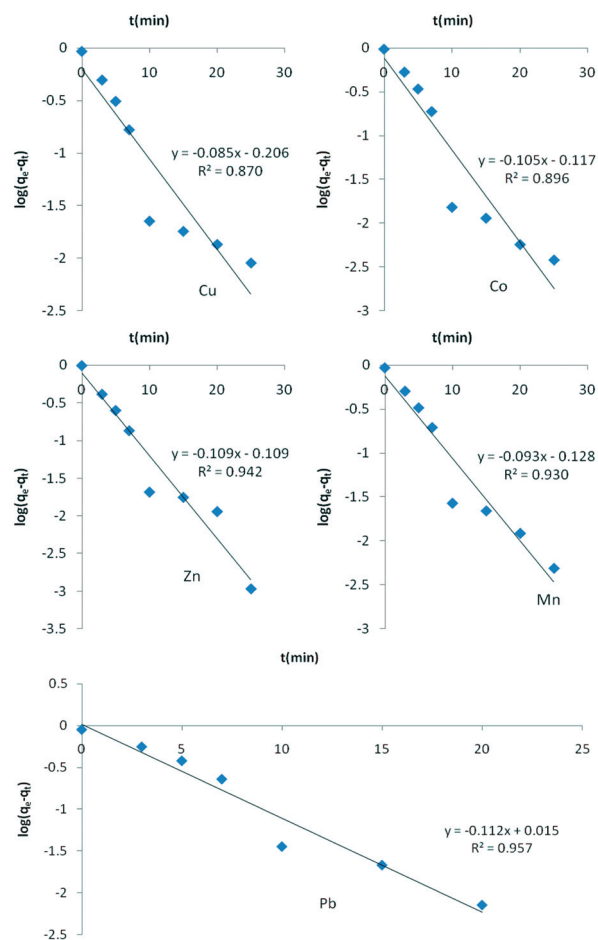 t(min)
t(min)
0
0
10
20
30
-0.5
-1
-1.5
-2
-2.5
log(qe-qt)
y = -0.085x - 0.206
R² = 0.870
Cu
0
0
10
20
30
-0.5
-1
-1.5
-2
-2.5
-3
log(qe-qt)
y = -0.105x - 0.117
R² = 0.896
Co
t(min)
t(min)
0
0
10
20
30
-0.5
-1
-1.5
-2
-2.5
-3
-3.5
log(qe-qt)
y = -0.109x - 0.109
R² = 0.942
Zn
0
0
10
20
30
-0.5
-1
-1.5
-2
-2.5
-3
log(qe-qt)
y = -0.093x - 0.128
R² = 0.930
Mn
t(min)
0.5
0
0
5
10
15
20
25
-0.5
-1
-1.5
-2
-2.5
log(qe-qt)
y = -0.112x + 0.015
R² = 0.957
Pb